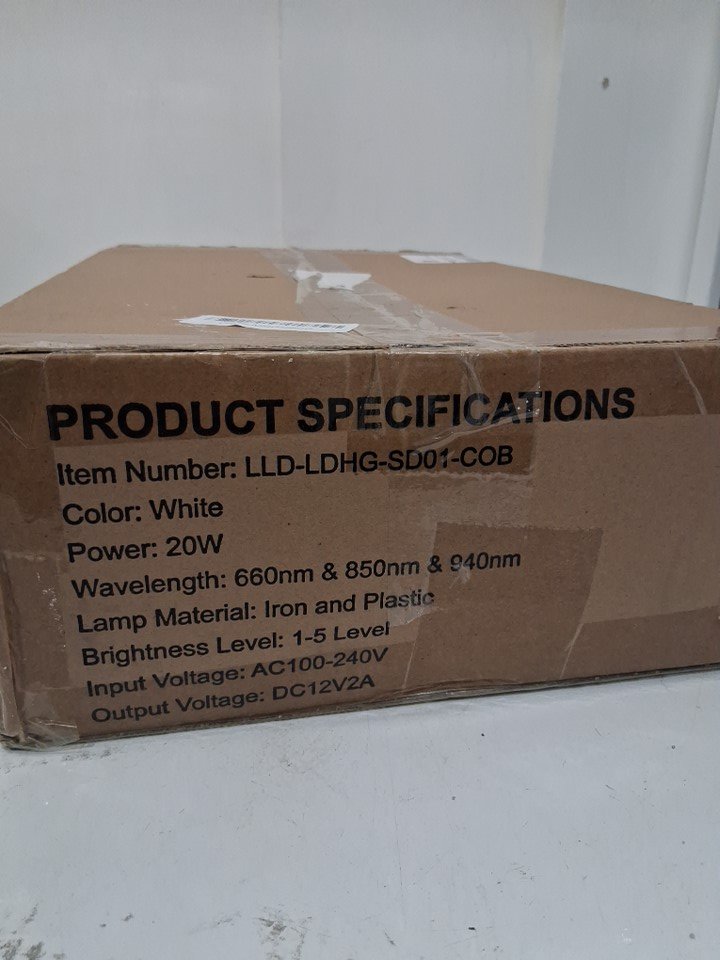 PRODUCT SPECIFICATIONS
Item Number: LLD-LDHG-SD01-COB
Color: White
Power: 20W
Wavelength: 660nm & 850nm & 940nm
Lamp Material: Iron and Plastic
Brightness Level: 1-5 Level
Input Voltage: AC100-240V
Output Voltage: DC12V2A